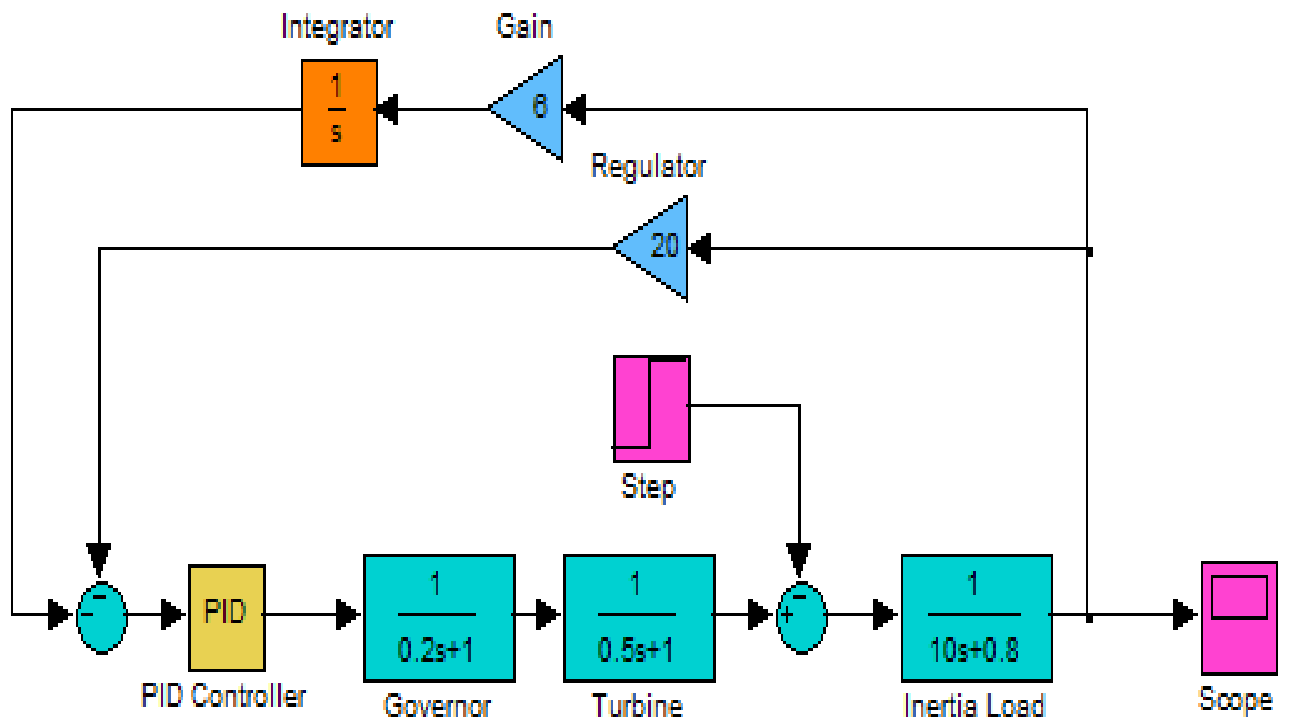 Integrator
Gain
1
s
6
Regulator
20
Step
-
-
PID
1
0.2s+1
1
0.5s+1
-
+
1
10s+0.8
PID Controller
Governor
Turbine
Inertia Load
Scope